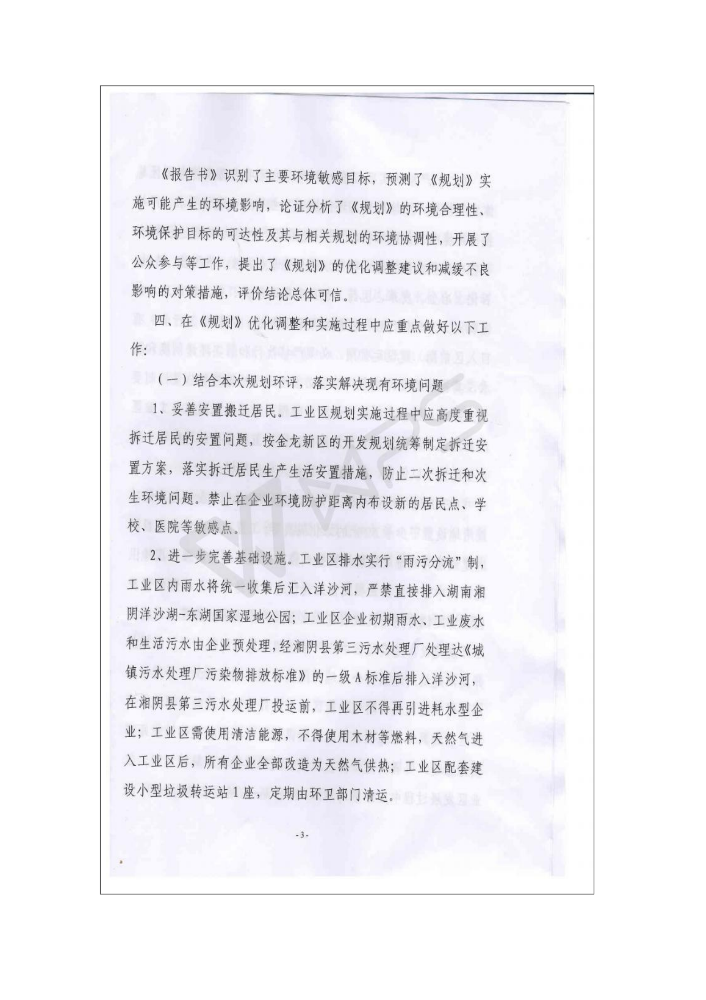 《报告书》识别了主要环境敏感目标，预测了《规划》实
施可能产生的环境影响，论证分析了《规划》的环境合理性、
环境保护目标的可达性及其与相关规划的环境协调性，开展了
公众参与等工作，提出了《规划》的优化调整建议和减缓不良
影响的对策措施，评价结论总体可信。
四、在《规划》优化调整和实施过程中应重点做好以下工
作：
（一）结合本次规划环评，落实解决现有环境问题
1、妥善安置搬迁居民。工业区规划实施过程中应高度重视
拆迁居民的安置问题，按金龙新区的开发规划统筹制定拆迁安
置方案，落实拆迁居民生产生活安置措施，防止二次拆迁和次
生环境问题。禁止在企业环境防护距离内布设新的居民点、学
校、医院等敏感点。
2、进一步完善基础设施。工业区排水实行“雨污分流”制，
工业区内雨水将统一收集后汇入洋沙河，严禁直接排入湖南湘
阴洋沙湖-东湖国家湿地公园；工业区企业初期雨水、工业废水
和生活污水由企业预处理，经湘阴县第三污水处理厂处理达《城
镇污水处理厂污染物排放标准》的一级 A 标准后排入洋沙河，
在湘阴县第三污水处理厂投运前，工业区不得再引进耗水型企
业；工业区需使用清洁能源，不得使用木材等燃料，天然气进
入工业区后，所有企业全部改造为天然气供热；工业区配套建
设小型垃圾转运站 1 座，定期由环卫部门清运。
- 3 -
WPS